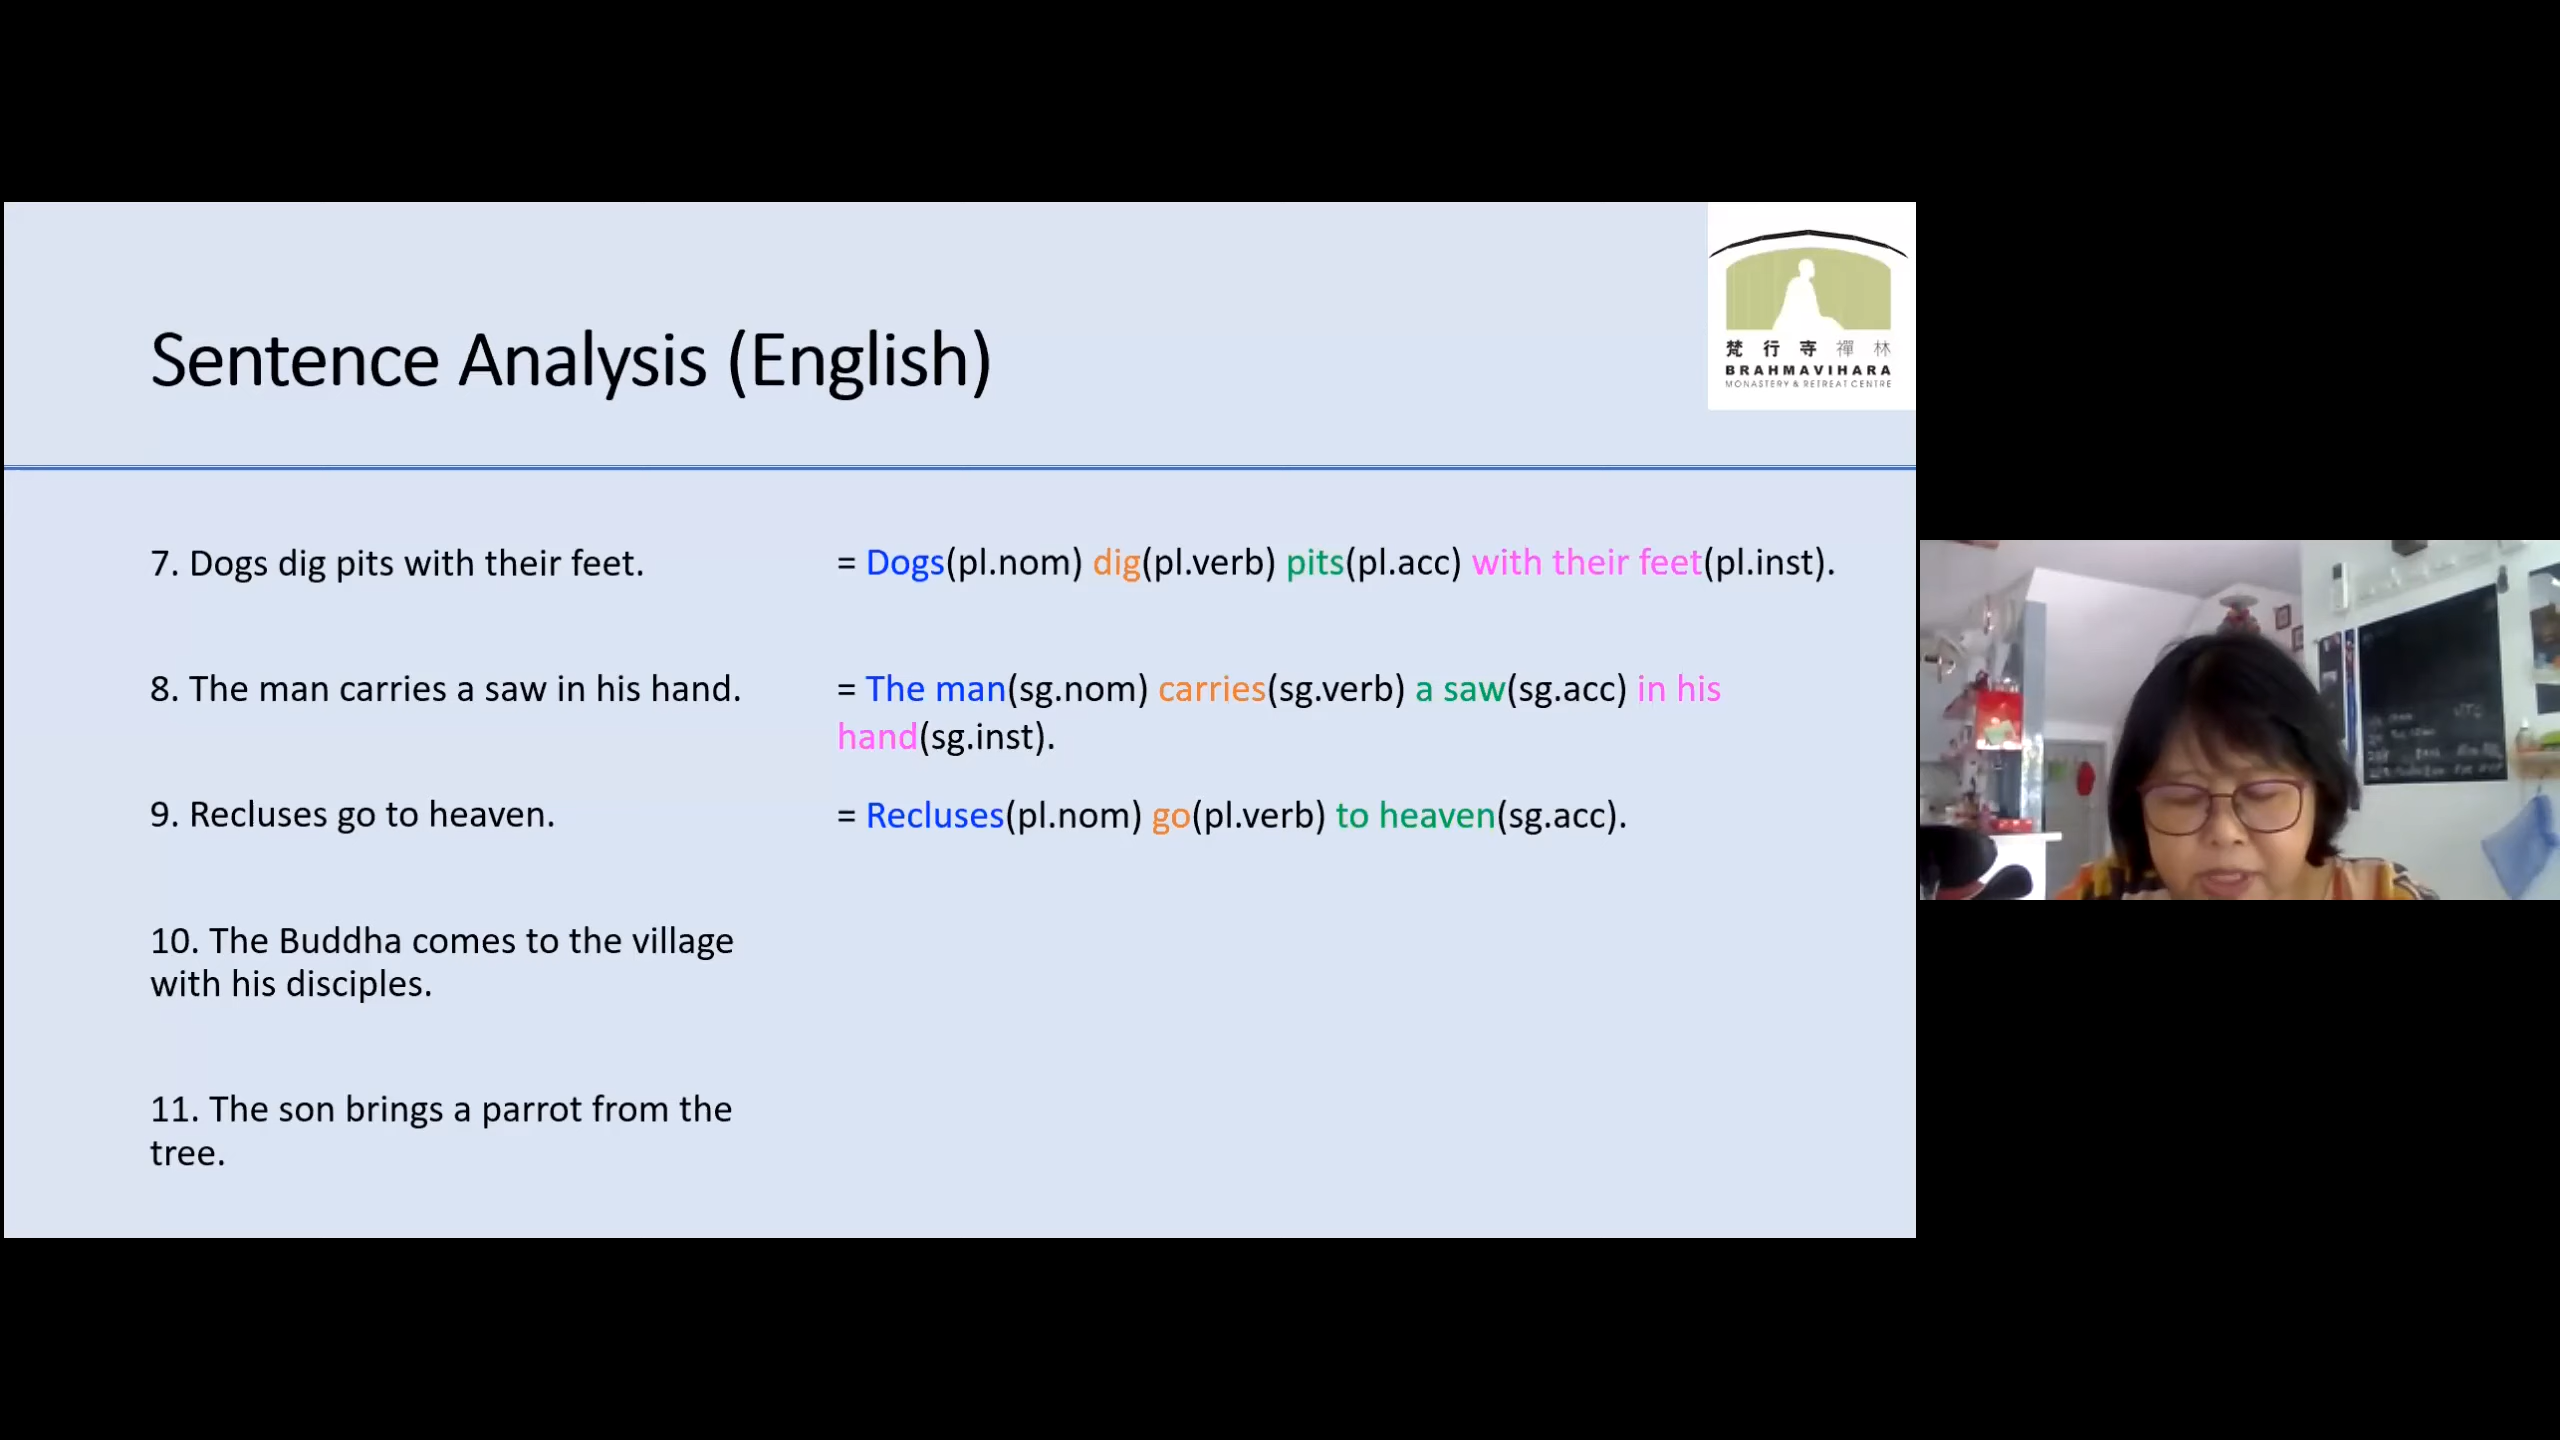 Sentence Analysis (English)
梵行寺禪林
BRAHMAVIHARA
MONASTERY & RETREAT CENTRE
7. Dogs dig pits with their feet.
= Dogs(pl.nom) dig(pl.verb) pits(pl.acc) with their feet(pl.inst).
8. The man carries a saw in his hand.
= The man(sg.nom) carries(sg.verb) a saw(sg.acc) in his
hand(sg.inst).
9. Recluses go to heaven.
= Recluses(pl.nom) go(pl.verb) to heaven(sg.acc).
10. The Buddha comes to the village
with his disciples.
11. The son brings a parrot from the
tree.